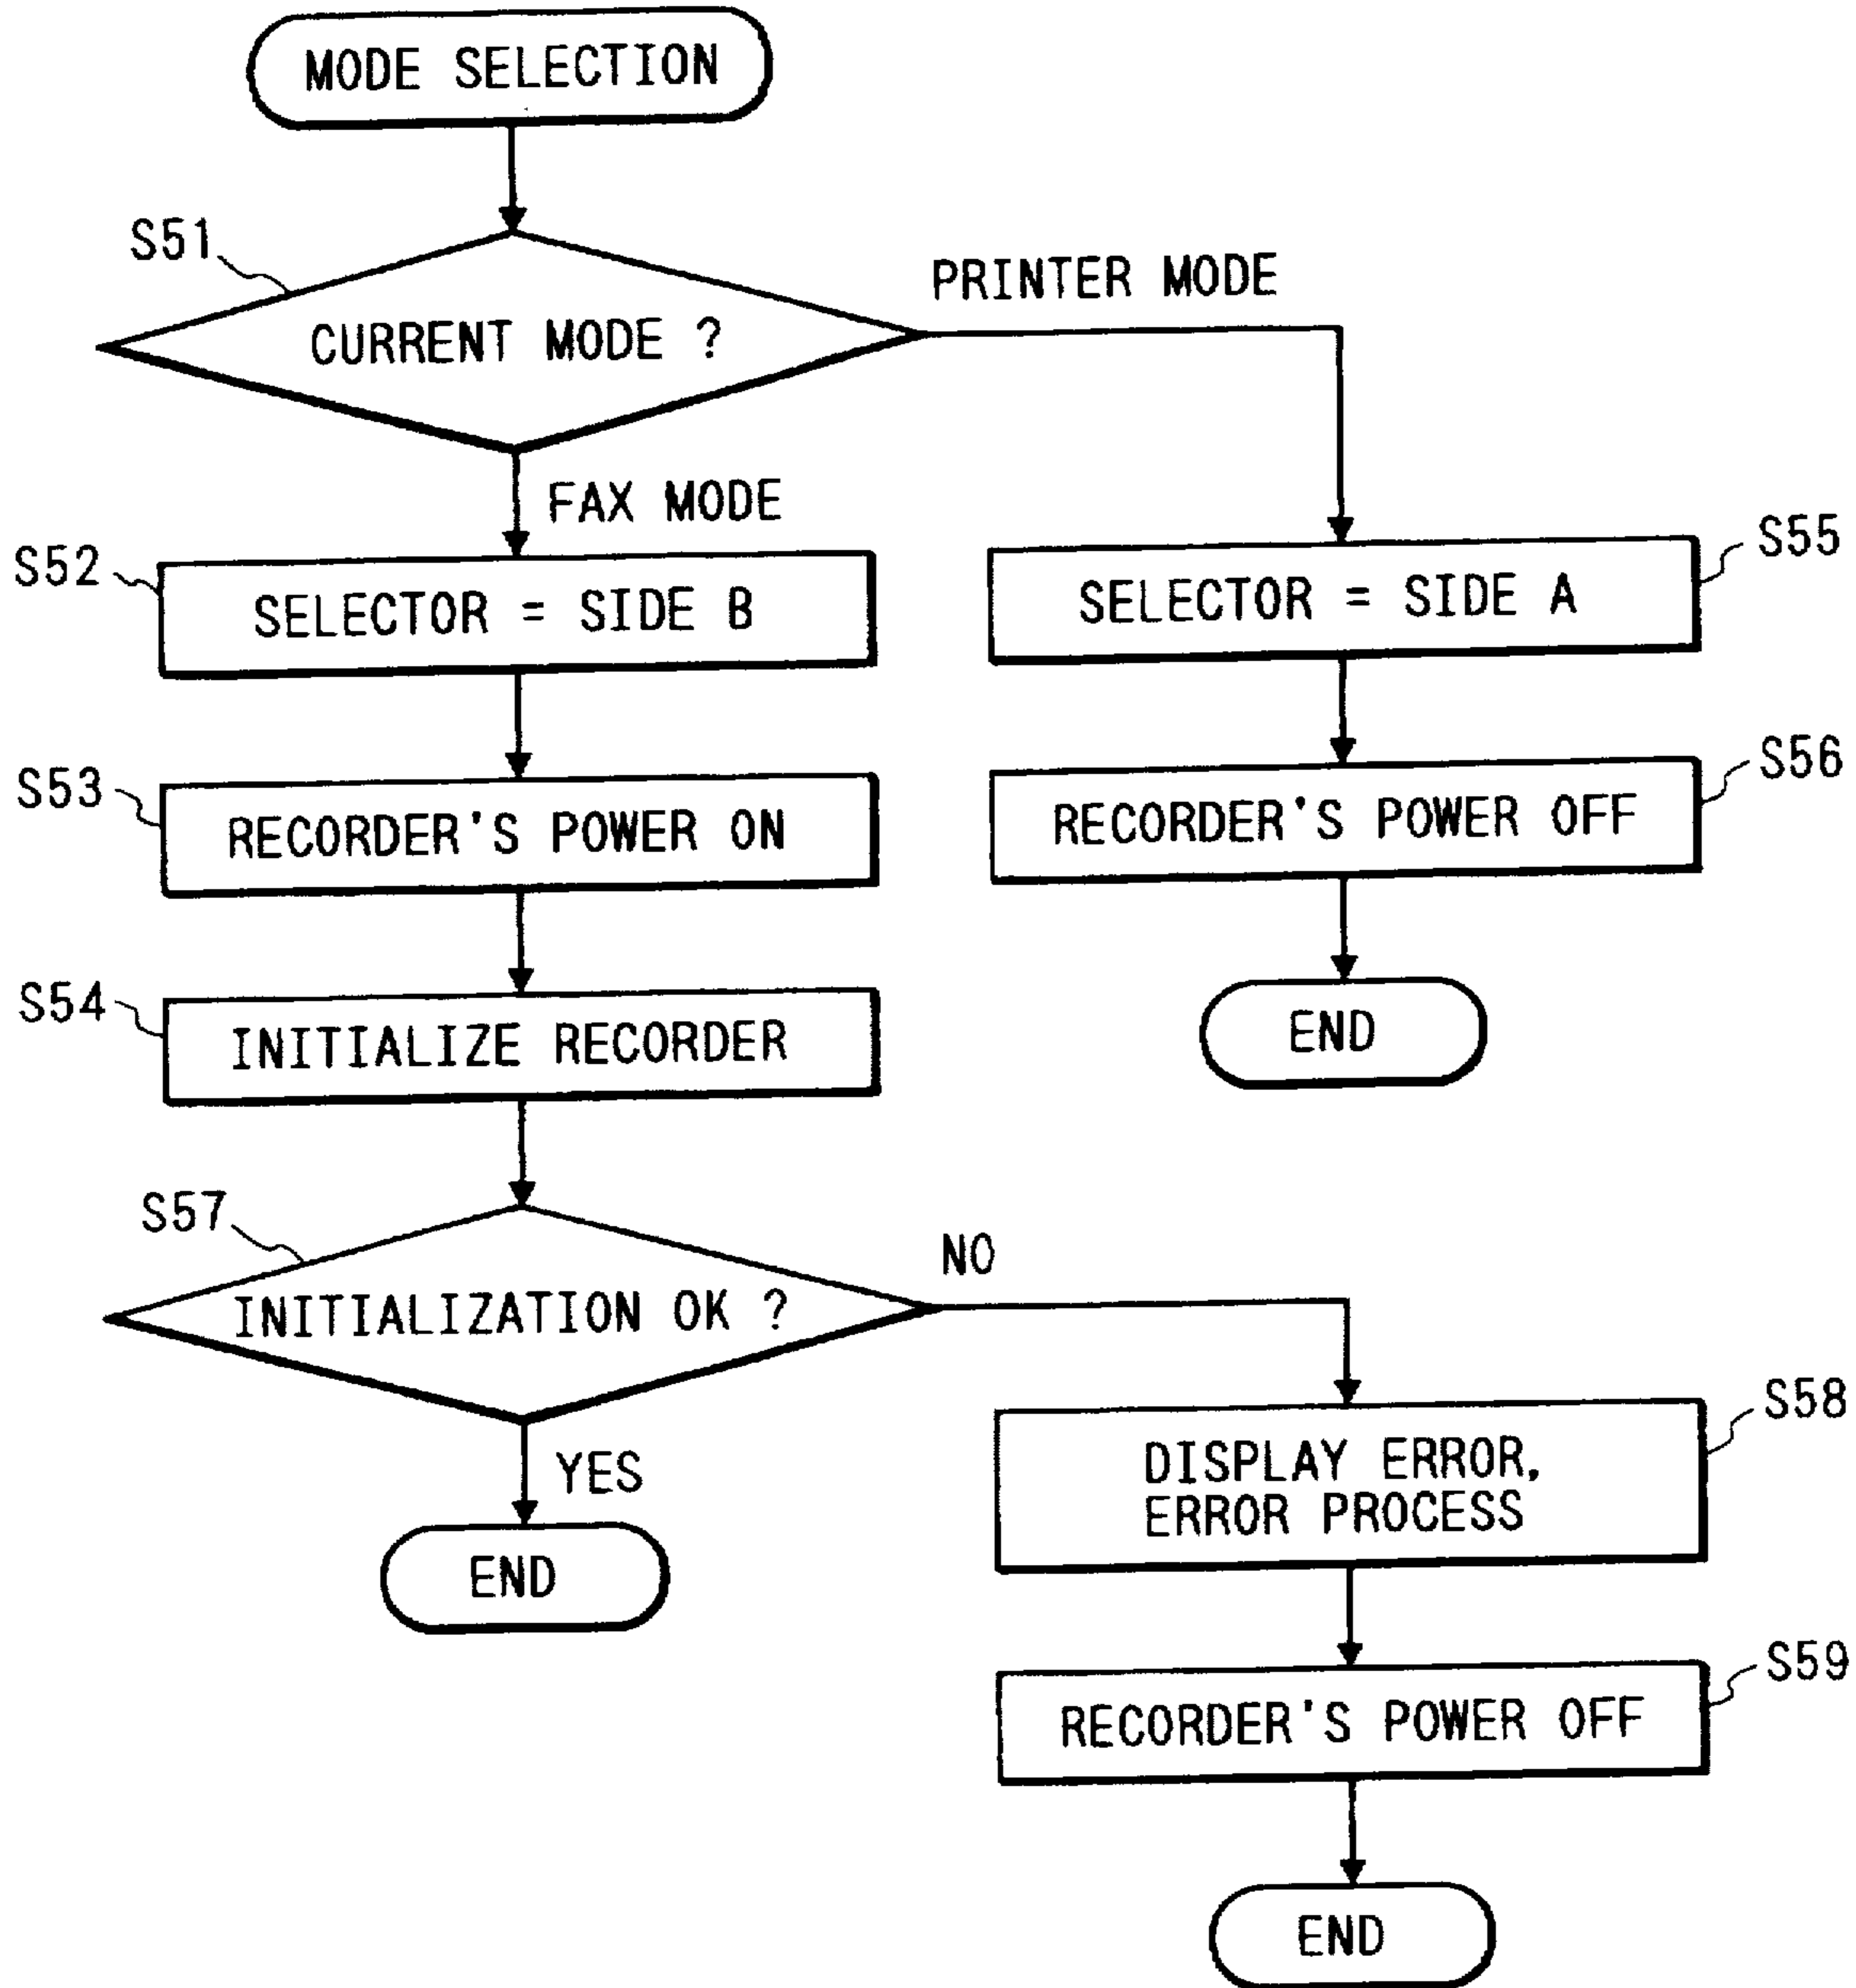 MODE SELECTION
S51
CURRENT MODE ?
PRINTER MODE
FAX MODE
S52
SELECTOR = SIDE B
S55
SELECTOR = SIDE A
S53
RECORDER'S POWER ON
S56
RECORDER'S POWER OFF
S54
INITIALIZE RECORDER
END
S57
INITIALIZATION OK ?
NO
YES
END
S58
DISPLAY ERROR,
ERROR PROCESS
S59
RECORDER'S POWER OFF
END